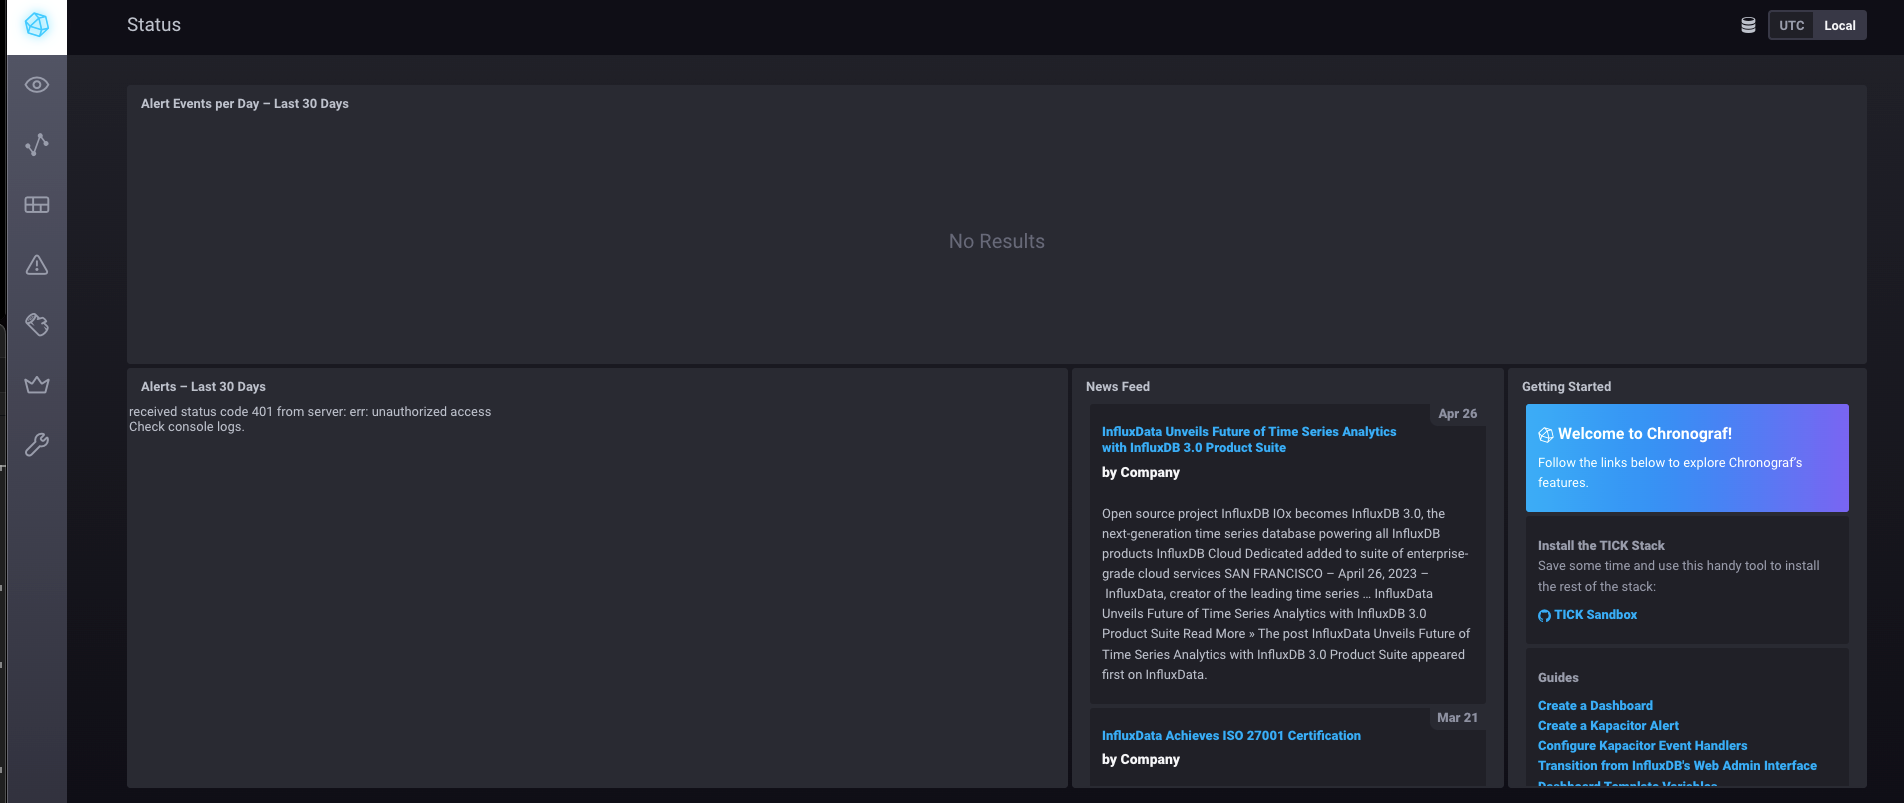 Status
UTC
Local
Alert Events per Day – Last 30 Days
No Results
Alerts – Last 30 Days
received status code 401 from server: err: unauthorized access
Check console logs.
News Feed
Apr 26
InfluxData Unveils Future of Time Series Analytics
with InfluxDB 3.0 Product Suite
by Company
Open source project InfluxDB IOx becomes InfluxDB 3.0, the
next-generation time series database powering all InfluxDB
products InfluxDB Cloud Dedicated added to suite of enterprise-
grade cloud services SAN FRANCISCO – April 26, 2023 –
InfluxData, creator of the leading time series ... InfluxData
Unveils Future of Time Series Analytics with InfluxDB 3.0
Product Suite Read More » The post InfluxData Unveils Future of
Time Series Analytics with InfluxDB 3.0 Product Suite appeared
first on InfluxData.
Mar 21
InfluxData Achieves ISO 27001 Certification
by Company
Getting Started
Welcome to Chronograf!
Follow the links below to explore Chronograf's
features.
Install the TICK Stack
Save some time and use this handy tool to install
the rest of the stack:
TICK Sandbox
Guides
Create a Dashboard
Create a Kapacitor Alert
Configure Kapacitor Event Handlers
Transition from InfluxDB's Web Admin Interface
Dashboard Template Variables